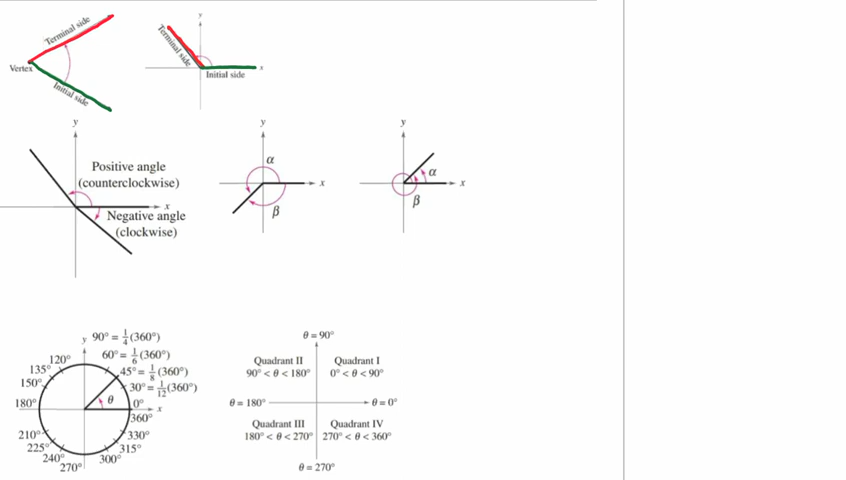 Terminal side
Vertex
Initial side
y
Terminal side
x
Initial side
y
Positive angle
(counterclockwise)
x
Negative angle
(clockwise)
y
α
x
β
y
α
x
β
y
90° = 1/4(360°)
60° = 1/6(360°)
45° = 1/8(360°)
30° = 1/12(360°)
120°
135°
150°
180°
θ
0°
x
360°
210°
330°
225°
315°
240°
300°
270°
θ = 90°
Quadrant II
90° < θ < 180°
Quadrant I
0° < θ < 90°
θ = 180°
θ = 0°
Quadrant III
180° < θ < 270°
Quadrant IV
270° < θ < 360°
θ = 270°